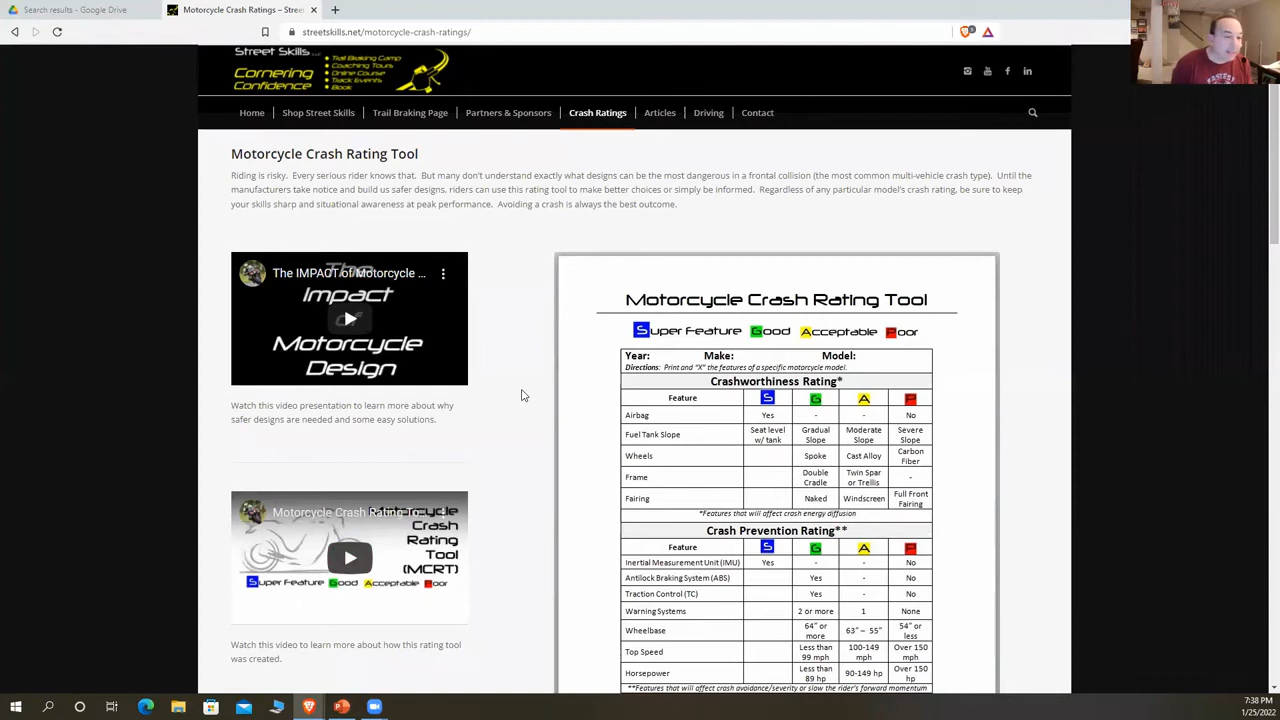 Search results - Google Drive
Motorcycle Crash Ratings – Stree
streetskills.net/motorcycle-crash-ratings/
Street Skills LLC
Cornering
Confidence
• Trail Braking Camp
• Coaching Tours
• Online Course
• Track Events
• Book
Home
Shop Street Skills
Trail Braking Page
Partners & Sponsors
Crash Ratings
Articles
Driving
Contact
Motorcycle Crash Rating Tool
Riding is risky. Every serious rider knows that. But many don't understand exactly what designs can be the most dangerous in a frontal collision (the most common multi-vehicle crash type). Until the
manufacturers take notice and build us safer designs, riders can use this rating tool to make better choices or simply be informed. Regardless of any particular model's crash rating, be sure to keep
your skills sharp and situational awareness at peak performance. Avoiding a crash is always the best outcome.
The IMPACT of Motorcycle ...
The
Impact
of
Motorcycle
Design
Watch this video presentation to learn more about why
safer designs are needed and some easy solutions.
Motorcycle Crash Rating To...
Motorcycle
Crash
Rating
Tool
(MCRT)
Super Feature Good Acceptable Poor
Watch this video to learn more about how this rating tool
was created.
Motorcycle Crash Rating Tool
Super Feature Good Acceptable Poor
Year: Make: Model:
Directions: Print and "X" the features of a specific motorcycle model.
Crashworthiness Rating*
Feature S G A P
Airbag Yes - - No
Fuel Tank Slope Seat level w/ tank Gradual Slope Moderate Slope Severe Slope
Wheels Spoke Cast Alloy Carbon Fiber
Frame Double Cradle Twin Spar or Trellis -
Fairing Naked Windscreen Full Front Fairing
*Features that will affect crash energy diffusion
Crash Prevention Rating**
Feature S G A P
Inertial Measurement Unit (IMU) Yes - - No
Antilock Braking System (ABS) Yes - No
Traction Control (TC) Yes - No
Warning Systems 2 or more 1 None
Wheelbase 64" or more 63" – 55" 54" or less
Top Speed Less than 99 mph 100-149 mph Over 150 mph
Horsepower Less than 89 hp 90-149 hp Over 150 hp
**Features that will affect crash avoidance/severity or slow the rider's forward momentum
7:38 PM
1/25/2022